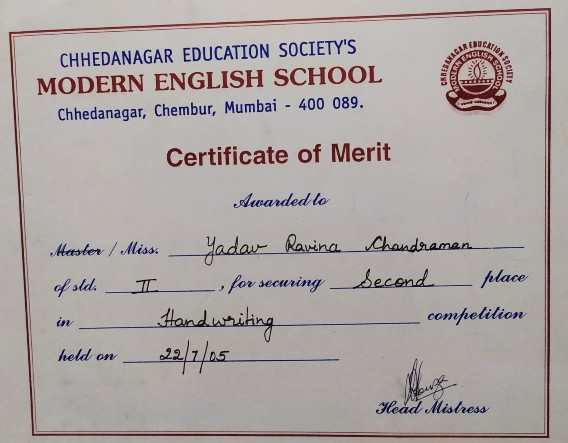 CHHEDANAGAR EDUCATION SOCIETY'S
MODERN ENGLISH SCHOOL
Chhedanagar, Chembur, Mumbai - 400 089.
CHHEDANAGAR EDUCATION SOCIETY
MODERN ENGLISH SCHOOL
Certificate of Merit
Awarded to
Master / Miss. Yadav Ravina Chandraman
of std. II, for securing Second place
in Handwriting competition
held on 22/7/05
Head Mistress